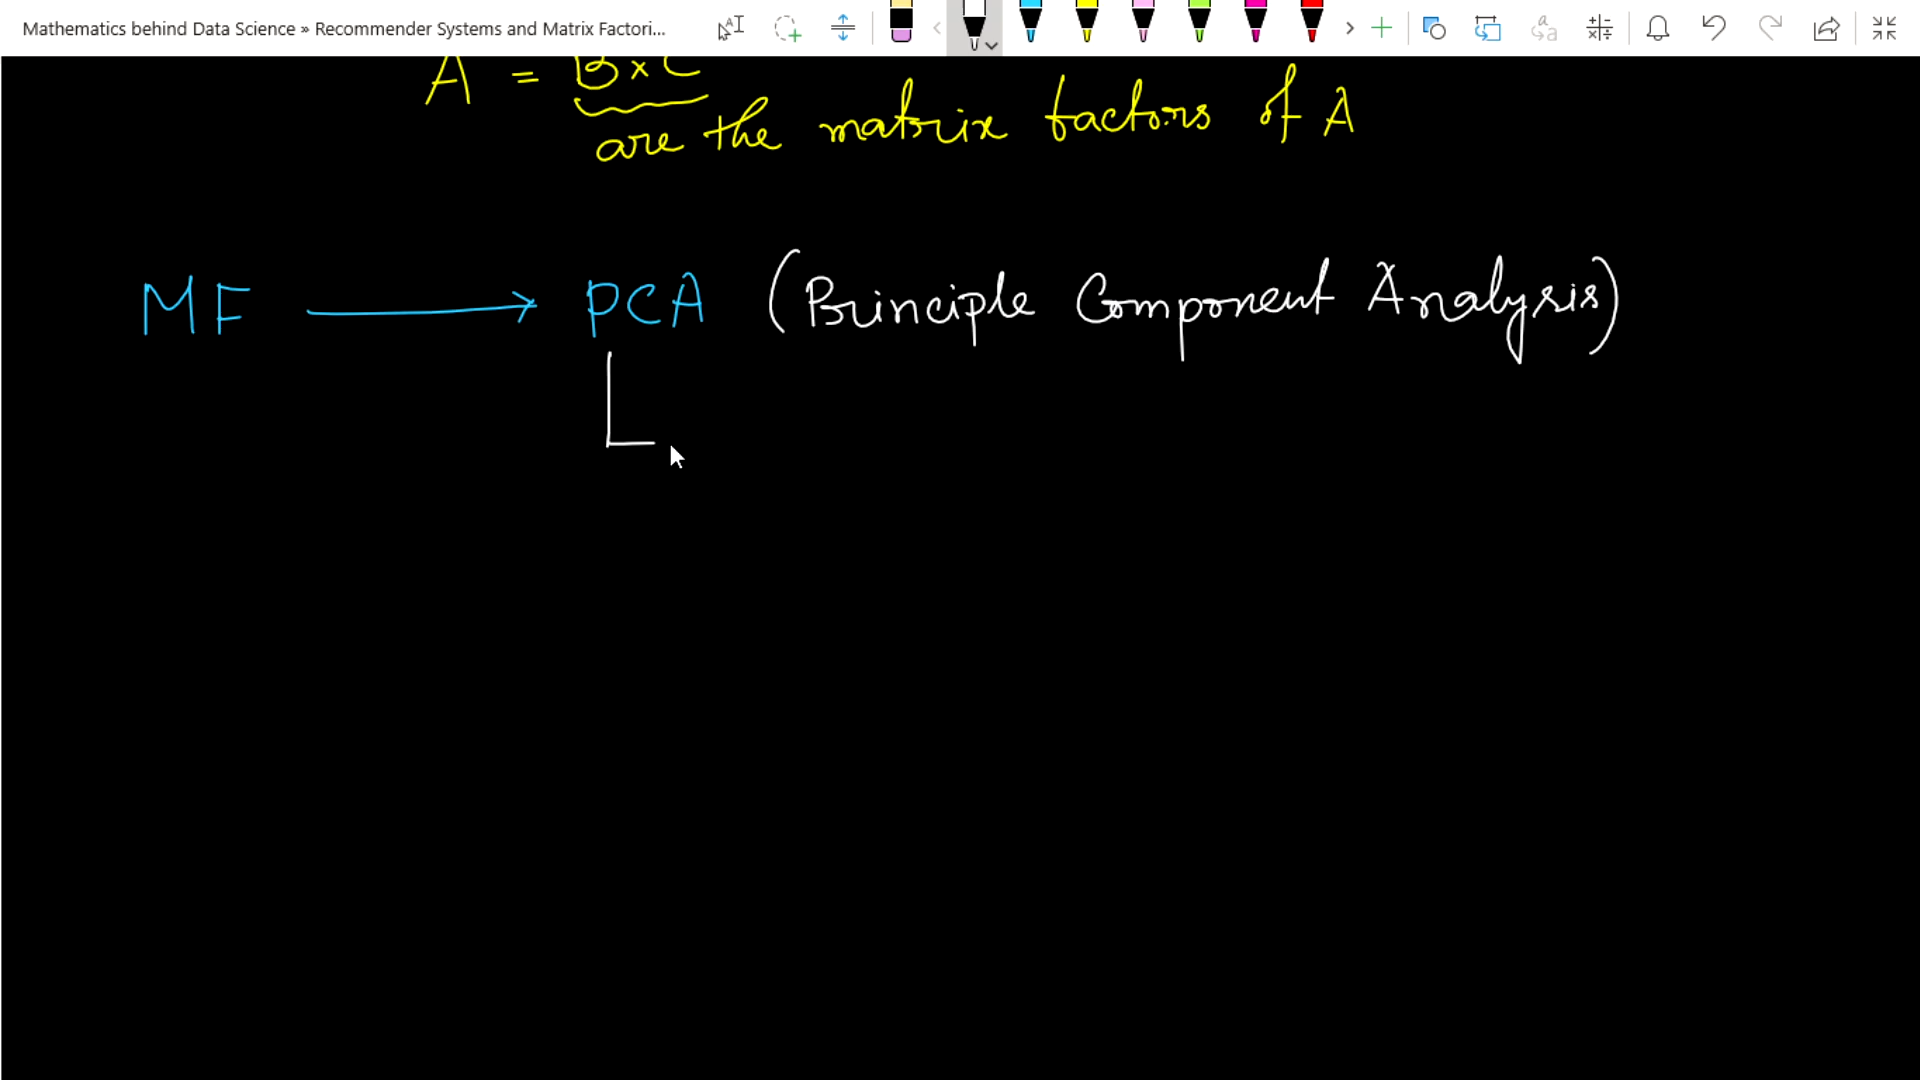 Mathematics behind Data Science » Recommender Systems and Matrix Factori...
A = B × C
are the matrix factors of A
MF → PCA (Principle Component Analysis)